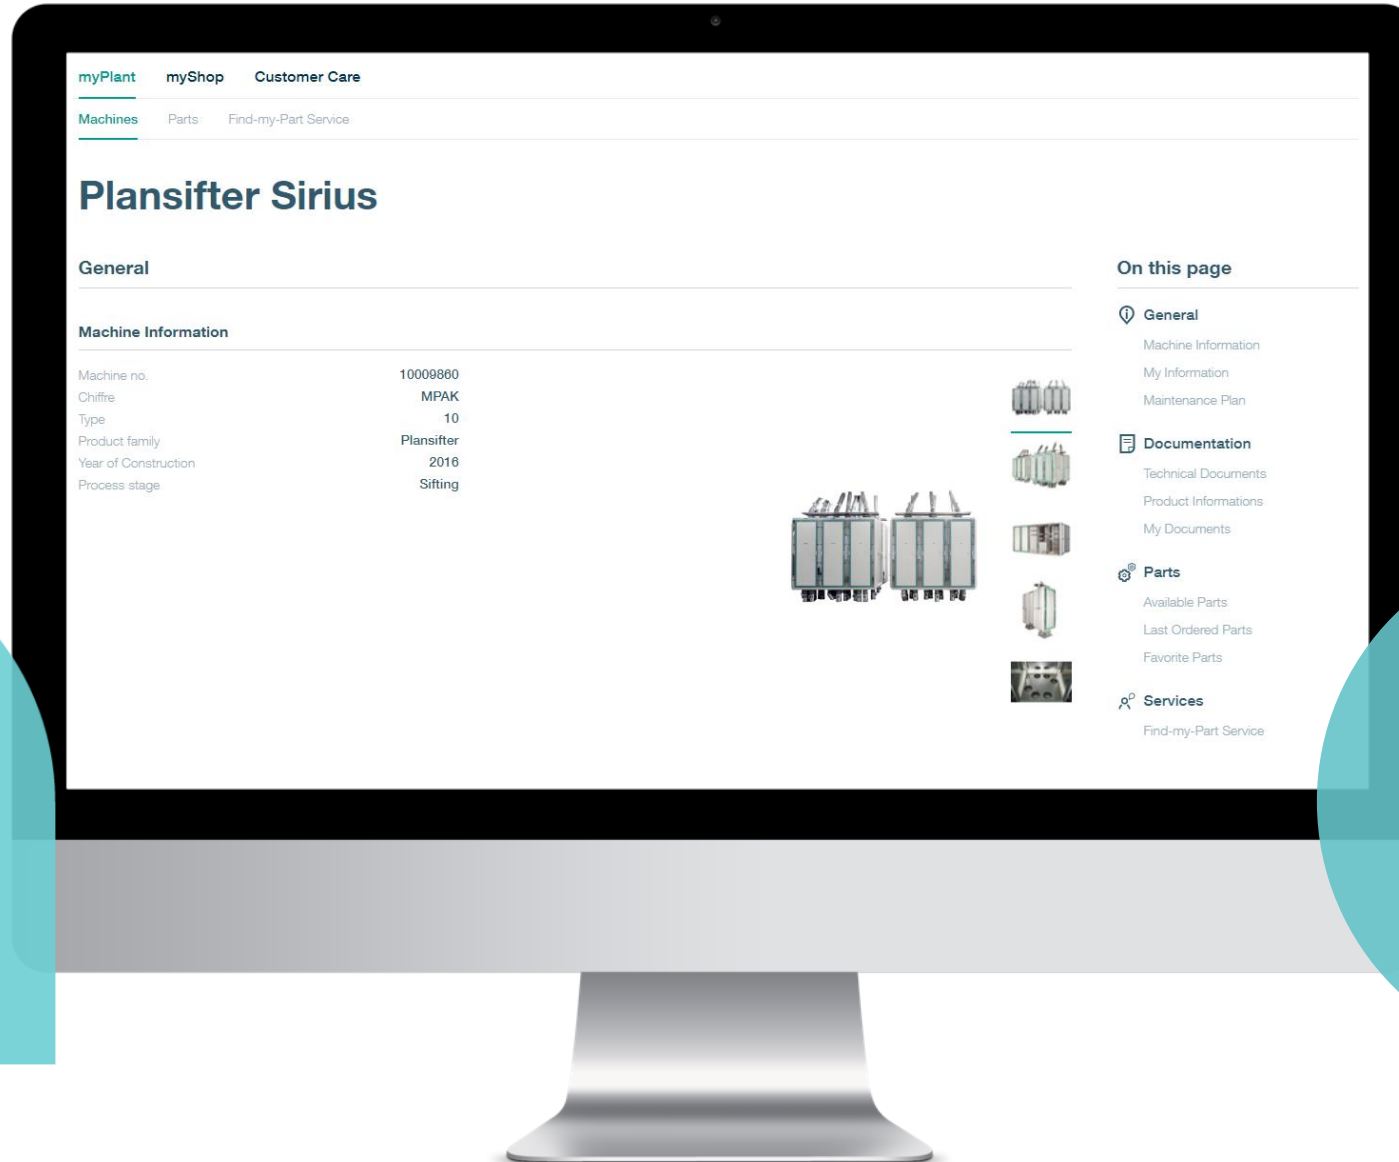 myPlant myShop Customer Care
Machines Parts Find-my-Part Service
Plansifter Sirius
General
Machine Information
Machine no. 10009860
Chiffre MPAK
Type 10
Product family Plansifter
Year of Construction 2016
Process stage Sifting
On this page
General
Machine Information
My Information
Maintenance Plan
Documentation
Technical Documents
Product Informations
My Documents
Parts
Available Parts
Last Ordered Parts
Favorite Parts
Services
Find-my-Part Service